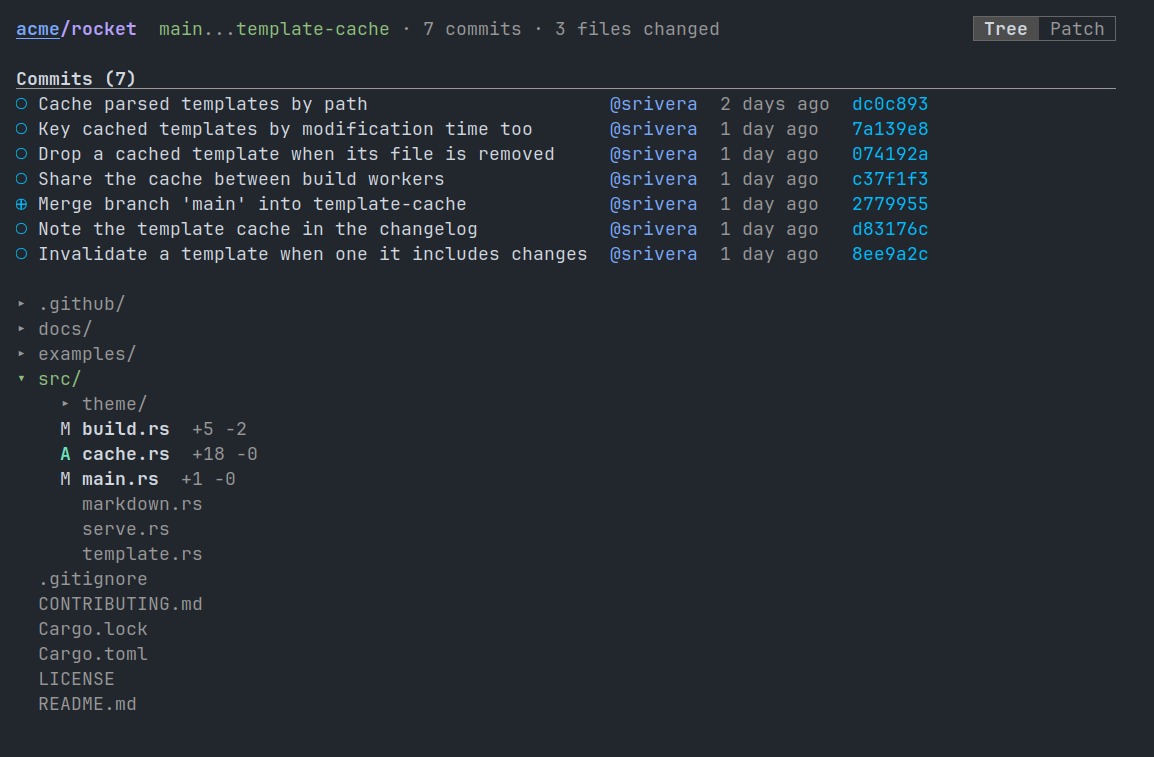 acme/rocket main...template-cache · 7 commits · 3 files changed Tree Patch
Commits (7)
Cache parsed templates by path @srivera 2 days ago dc0c893
Key cached templates by modification time too @srivera 1 day ago 7a139e8
Drop a cached template when its file is removed @srivera 1 day ago 074192a
Share the cache between build workers @srivera 1 day ago c37f1f3
Merge branch 'main' into template-cache @srivera 1 day ago 2779955
Note the template cache in the changelog @srivera 1 day ago d83176c
Invalidate a template when one it includes changes @srivera 1 day ago 8ee9a2c
▸ .github/
▸ docs/
▸ examples/
▾ src/
▸ theme/
M build.rs +5 -2
A cache.rs +18 -0
M main.rs +1 -0
markdown.rs
serve.rs
template.rs
.gitignore
CONTRIBUTING.md
Cargo.lock
Cargo.toml
LICENSE
README.md